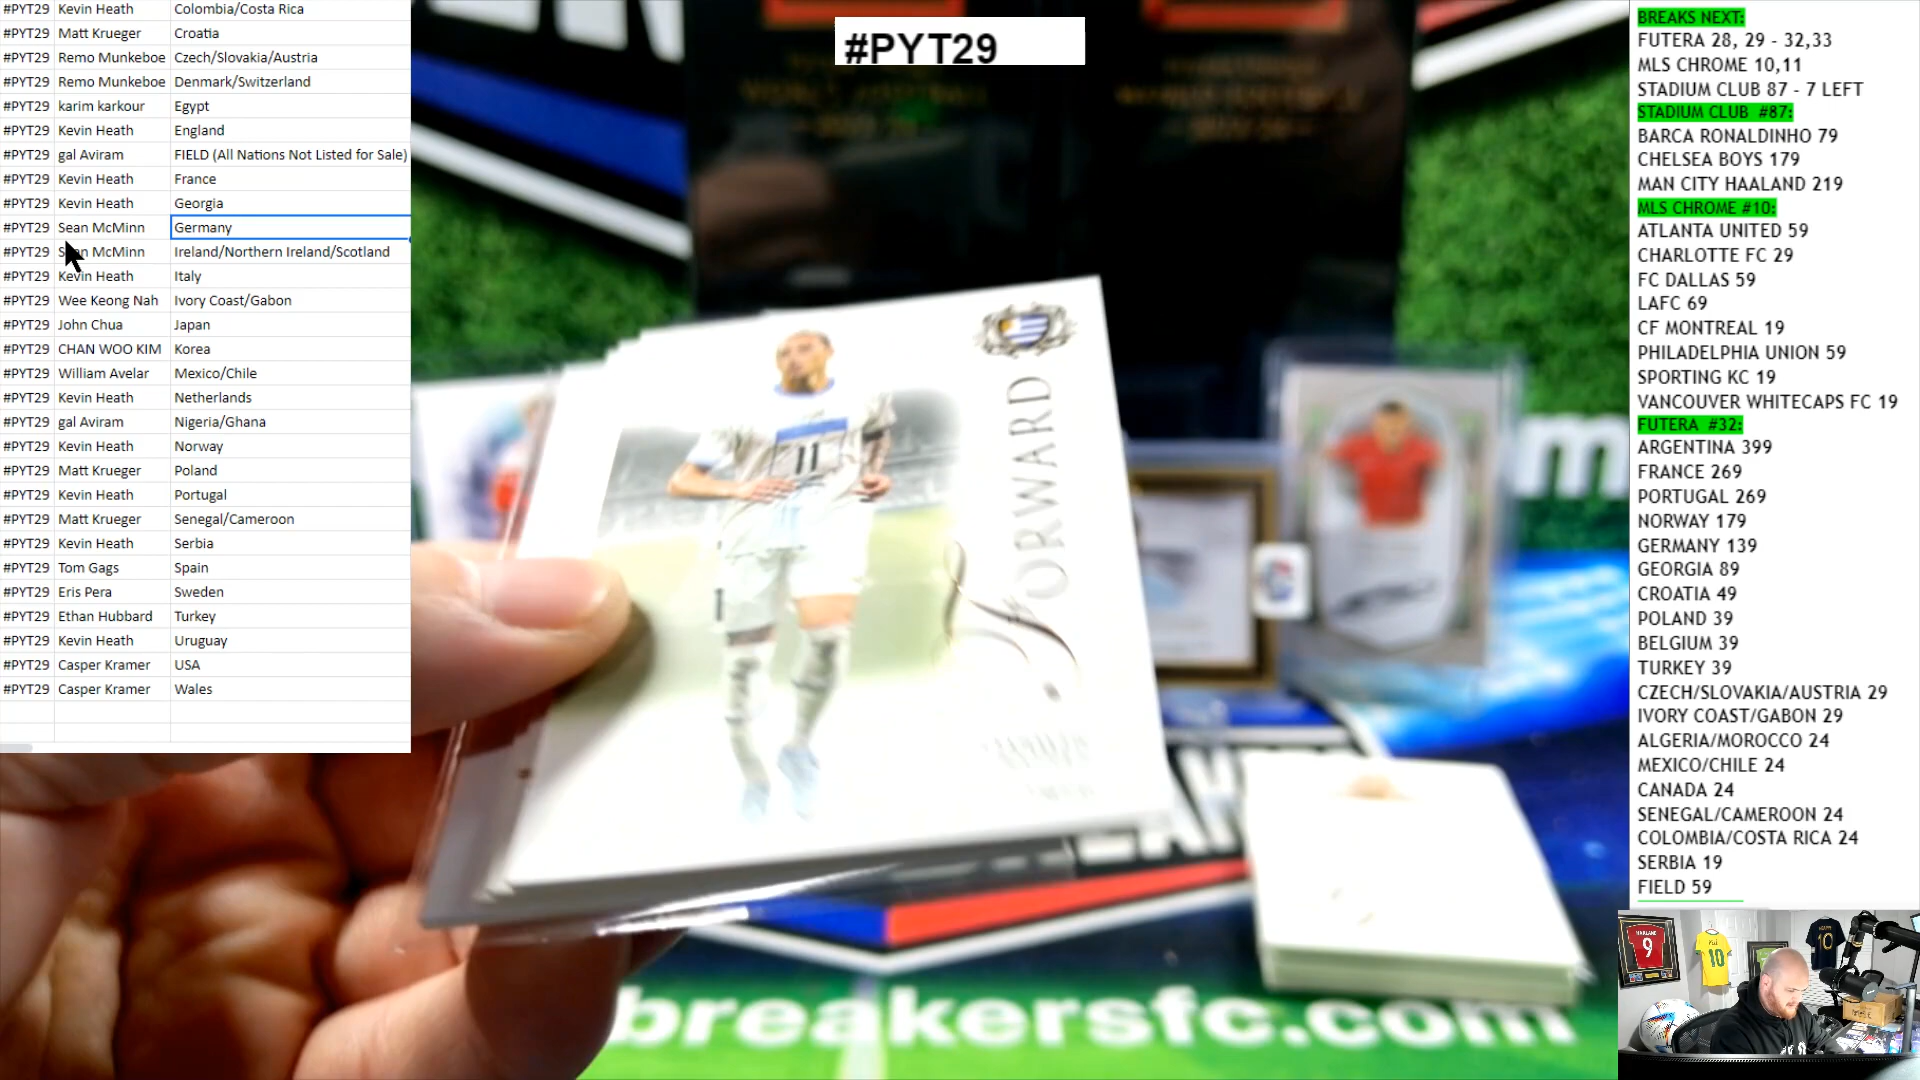 #PYT29 Kevin Heath Colombia/Costa Rica
#PYT29 Matt Krueger Croatia
#PYT29 Remo Munkeboe Czech/Slovakia/Austria
#PYT29 Remo Munkeboe Denmark/Switzerland
#PYT29 karim karkour Egypt
#PYT29 Kevin Heath England
#PYT29 gal Aviram FIELD (All Nations Not Listed for Sale)
#PYT29 Kevin Heath France
#PYT29 Kevin Heath Georgia
#PYT29 Sean McMinn Germany
#PYT29 Sean McMinn Ireland/Northern Ireland/Scotland
#PYT29 Kevin Heath Italy
#PYT29 Wee Keong Nah Ivory Coast/Gabon
#PYT29 John Chua Japan
#PYT29 CHAN WOO KIM Korea
#PYT29 William Avelar Mexico/Chile
#PYT29 Kevin Heath Netherlands
#PYT29 gal Aviram Nigeria/Ghana
#PYT29 Kevin Heath Norway
#PYT29 Matt Krueger Poland
#PYT29 Kevin Heath Portugal
#PYT29 Matt Krueger Senegal/Cameroon
#PYT29 Kevin Heath Serbia
#PYT29 Tom Gags Spain
#PYT29 Eris Pera Sweden
#PYT29 Ethan Hubbard Turkey
#PYT29 Kevin Heath Uruguay
#PYT29 Casper Kramer USA
#PYT29 Casper Kramer Wales
#PYT29
FORWARD
11
breakersfc.com
BREAKS NEXT:
FUTERA 28, 29 - 32,33
MLS CHROME 10,11
STADIUM CLUB 87 - 7 LEFT
STADIUM CLUB #87:
BARCA RONALDINHO 79
CHELSEA BOYS 179
MAN CITY HAALAND 219
MLS CHROME #10:
ATLANTA UNITED 59
CHARLOTTE FC 29
FC DALLAS 59
LAFC 69
CF MONTREAL 19
PHILADELPHIA UNION 59
SPORTING KC 19
VANCOUVER WHITECAPS FC 19
FUTERA #32:
ARGENTINA 399
FRANCE 269
PORTUGAL 269
NORWAY 179
GERMANY 139
GEORGIA 89
CROATIA 49
POLAND 39
BELGIUM 39
TURKEY 39
CZECH/SLOVAKIA/AUSTRIA 29
IVORY COAST/GABON 29
ALGERIA/MOROCCO 24
MEXICO/CHILE 24
CANADA 24
SENEGAL/CAMEROON 24
COLOMBIA/COSTA RICA 24
SERBIA 19
FIELD 59
9
10
10